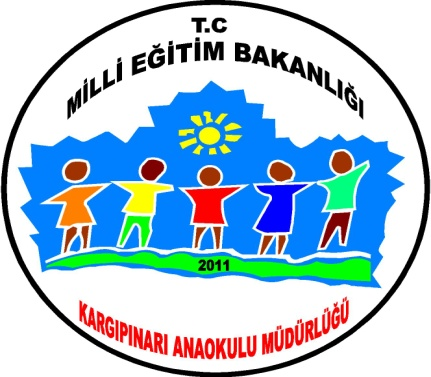 T.C
MİLLİ EĞİTİM BAKANLIĞI
2011
KARGIPINARI ANAOKULU MÜDÜRLÜĞÜ